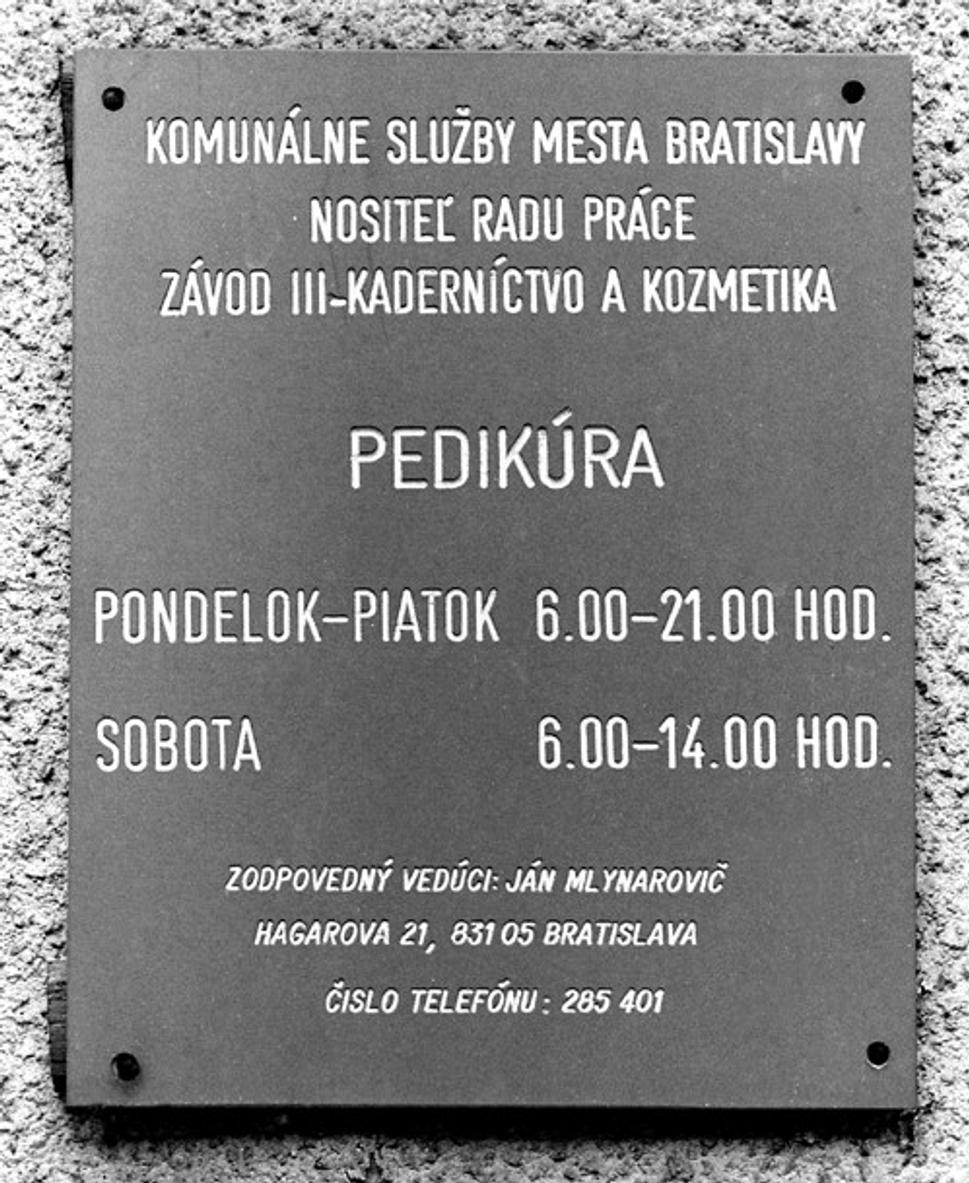 KOMUNÁLNE SLUŽBY MESTA BRATISLAVY
NOSITEĽ RADU PRÁCE
ZÁVOD III-KADERNÍCTVO A KOZMETIKA
PEDIKÚRA
PONDELOK–PIATOK 6.00–21.00 HOD.
SOBOTA 6.00–14.00 HOD.
ZODPOVEDNÝ VEDÚCI: JÁN MLYNAROVIČ
HAGAROVA 21, 831 05 BRATISLAVA
ČISLO TELEFÓNU: 285 401